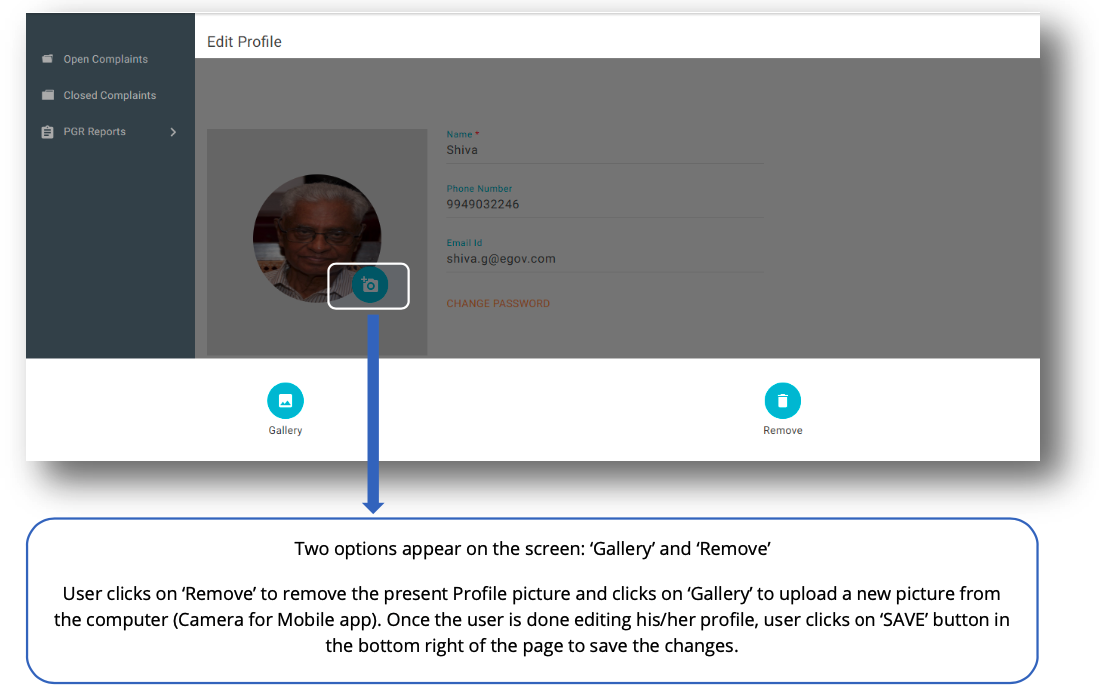 Edit Profile
Open Complaints
Closed Complaints
PGR Reports
Name *
Shiva
Phone Number
9949032246
Email Id
shiva.g@egov.com
CHANGE PASSWORD
Gallery
Remove
Two options appear on the screen: ‘Gallery’ and ‘Remove’
User clicks on ‘Remove’ to remove the present Profile picture and clicks on ‘Gallery’ to upload a new picture from
the computer (Camera for Mobile app). Once the user is done editing his/her profile, user clicks on ‘SAVE’ button in
the bottom right of the page to save the changes.